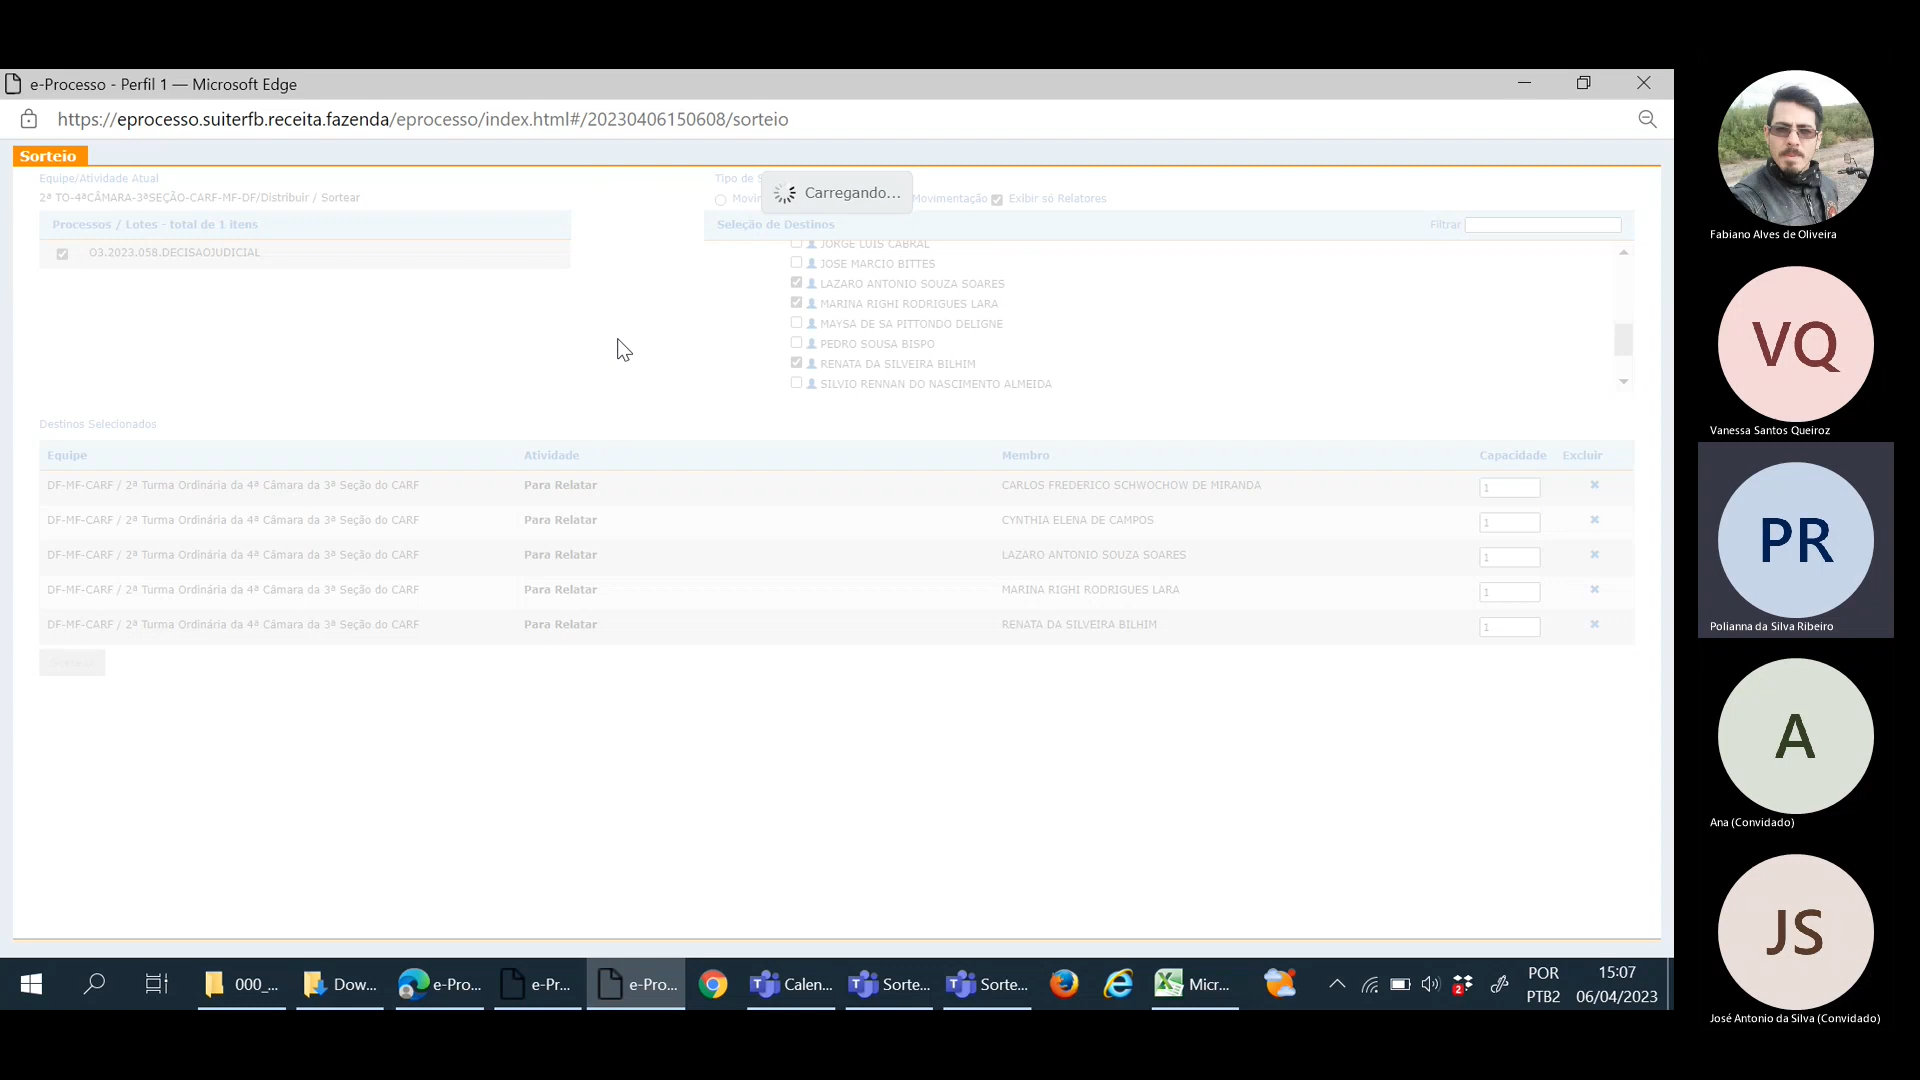 e-Processo - Perfil 1 — Microsoft Edge
https://eprocesso.suiterfb.receita.fazenda/eprocesso/index.html#/20230406150608/sorteio
Sorteio
Equipe/Atividade Atual
2ª TO-4ªCÂMARA-3ªSEÇÃO-CARF-MF-DF/Distribuir / Sortear
Processos / Lotes - total de 1 itens
03.2023.058.DECISAOJUDICIAL
Tipo de
Carregando...
Movimentação
Exibir só Relatores
Seleção de Destinos
Filtrar
JORGE LUIS CABRAL
JOSE MARCIO BITTES
LAZARO ANTONIO SOUZA SOARES
MARINA RIGHI RODRIGUES LARA
MAYSA DE SA PITTONDO DELIGNE
PEDRO SOUSA BISPO
RENATA DA SILVEIRA BILHIM
SILVIO RENNAN DO NASCIMENTO ALMEIDA
Destinos Selecionados
Equipe Atividade Membro Capacidade Excluir
DF-MF-CARF / 2ª Turma Ordinária da 4ª Câmara da 3ª Seção do CARF Para Relatar CARLOS FREDERICO SCHWOCHOW DE MIRANDA 1
DF-MF-CARF / 2ª Turma Ordinária da 4ª Câmara da 3ª Seção do CARF Para Relatar CYNTHIA ELENA DE CAMPOS 1
DF-MF-CARF / 2ª Turma Ordinária da 4ª Câmara da 3ª Seção do CARF Para Relatar LAZARO ANTONIO SOUZA SOARES 1
DF-MF-CARF / 2ª Turma Ordinária da 4ª Câmara da 3ª Seção do CARF Para Relatar MARINA RIGHI RODRIGUES LARA 1
DF-MF-CARF / 2ª Turma Ordinária da 4ª Câmara da 3ª Seção do CARF Para Relatar RENATA DA SILVEIRA BILHIM 1
000_...
Dow...
e-Pro...
e-Pr...
e-Pro...
Calen...
Sorte...
Sorte...
Micr...
2
POR
PTB2
15:07
06/04/2023
Fabiano Alves de Oliveira
VQ
Vanessa Santos Queiroz
PR
Polianna da Silva Ribeiro
A
Ana (Convidado)
JS
José Antonio da Silva (Convidado)